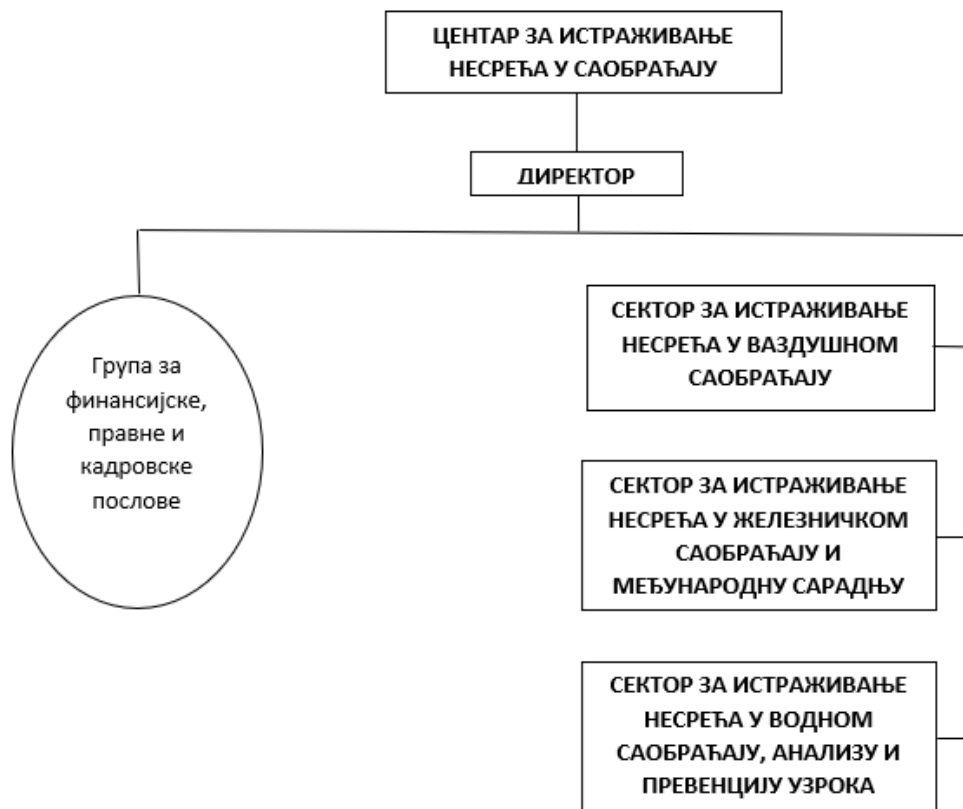 ЦЕНТАР ЗА ИСТРАЖИВАЊЕ
НЕСРЕЋА У САОБРАЋАЈУ
ДИРЕКТОР
Група за
финансијске,
правне и
кадровске
послове
СЕКТОР ЗА ИСТРАЖИВАЊЕ
НЕСРЕЋА У ВАЗДУШНОМ
САОБРАЋАЈУ
СЕКТОР ЗА ИСТРАЖИВАЊЕ
НЕСРЕЋА У ЖЕЛЕЗНИЧКОМ
САОБРАЋАЈУ И
МЕЂУНАРОДНУ САРАДЊУ
СЕКТОР ЗА ИСТРАЖИВАЊЕ
НЕСРЕЋА У ВОДНОМ
САОБРАЋАЈУ, АНАЛИЗУ И
ПРЕВЕНЦИЈУ УЗРОКА